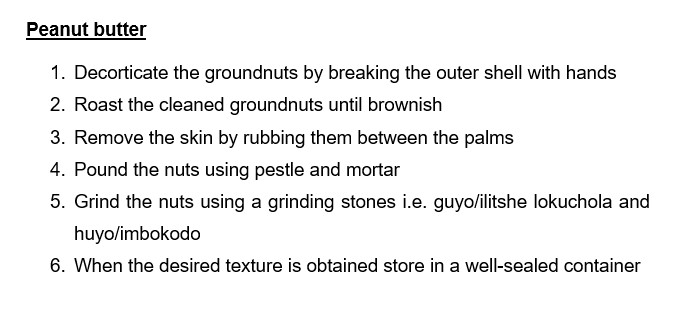 Peanut butter
1. Decorticate the groundnuts by breaking the outer shell with hands
2. Roast the cleaned groundnuts until brownish
3. Remove the skin by rubbing them between the palms
4. Pound the nuts using pestle and mortar
5. Grind the nuts using a grinding stones i.e. guyo/ilitshe lokuchola and
huyo/imbokodo
6. When the desired texture is obtained store in a well-sealed container